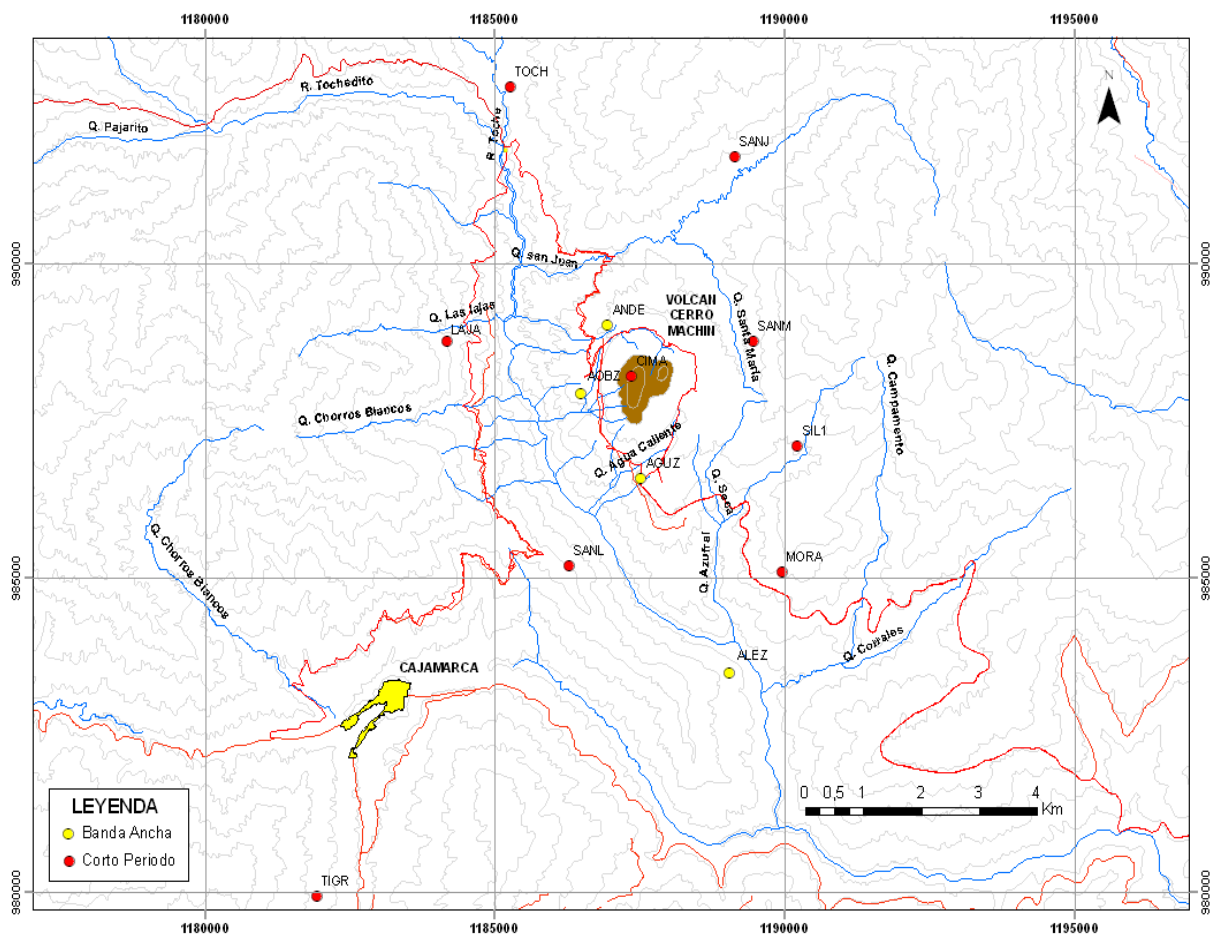 1180000
1185000
1190000
1195000
TOCH
N
R. Tochedito
Q. Pajarito
R. Toche
SANJ
990000
990000
Q. san Juan
VOLCAN
CERRO
MACHIN
ANDE
Q. Las lajas
LAJA
Q. Santa Maria
SANM
CIMA
Q. Campamento
Q. Chorros Blancos
SIL1
Q. Agua Caliente
AGUZ
Q. Seca
Q. Chorros Blancos
SANL
Q. Azufral
MORA
985000
985000
Q. Corrales
ALEZ
CAJAMARCA
0 0,5 1 2 3 4
Km
LEYENDA
Banda Ancha
Corto Periodo
TIGR
980000
980000
1180000
1185000
1190000
1195000